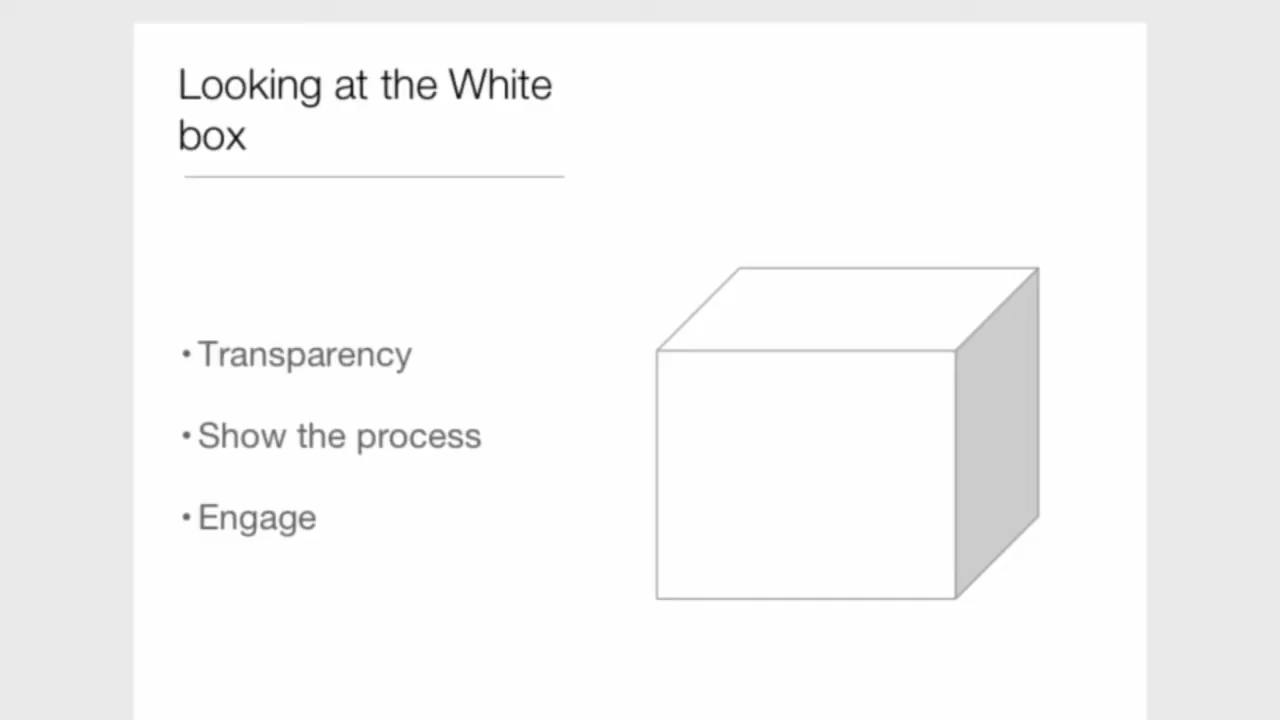 Looking at the White
box
• Transparency
• Show the process
• Engage